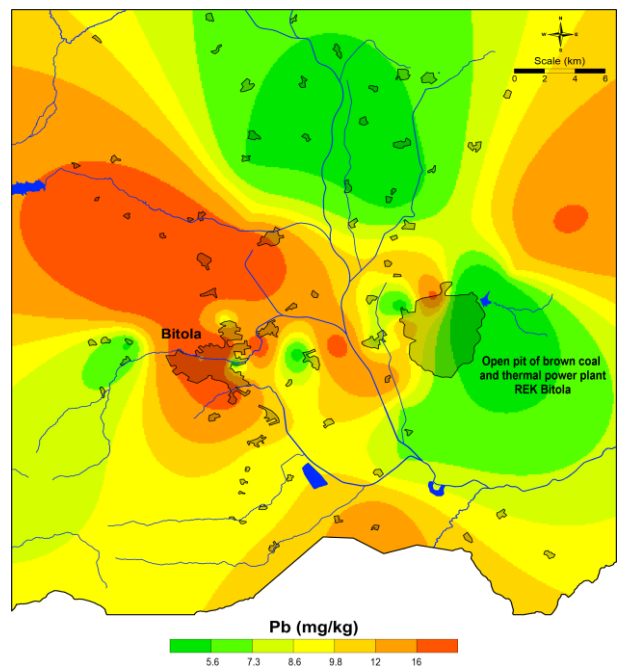 N
W E
S
Scale (km)
0 2 4 6
Bitola
Open pit of brown coal
and thermal power plant
REK Bitola
Pb (mg/kg)
5.6 7.3 8.6 9.8 12 16